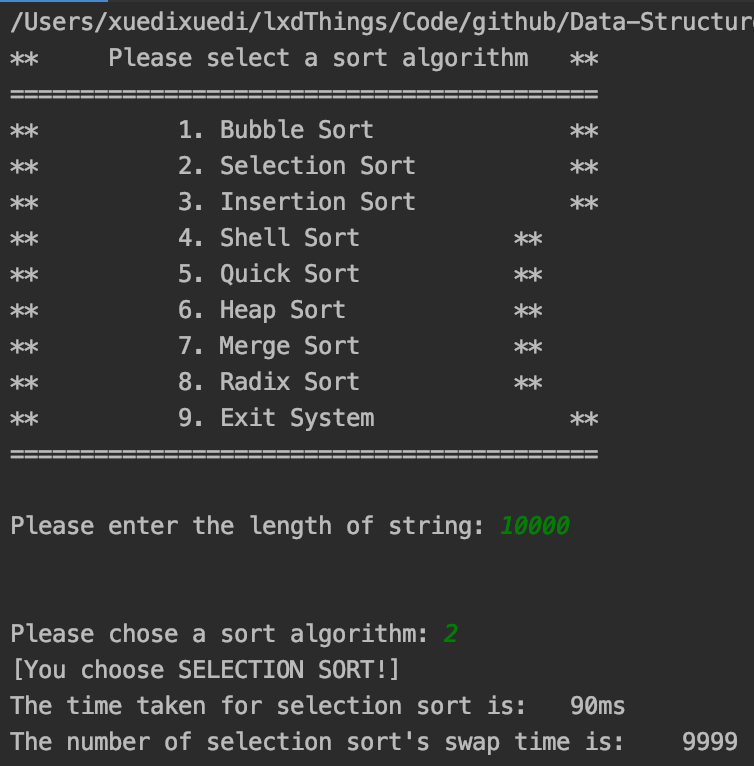 /Users/xuedixuedi/lxdThings/Code/github/Data-Structur
**     Please select a sort algorithm   **
==========================================
**          1. Bubble Sort              **
**          2. Selection Sort           **
**          3. Insertion Sort           **
**          4. Shell Sort           **
**          5. Quick Sort           **
**          6. Heap Sort            **
**          7. Merge Sort           **
**          8. Radix Sort           **
**          9. Exit System              **
==========================================
Please enter the length of string: 10000
Please chose a sort algorithm: 2
[You choose SELECTION SORT!]
The time taken for selection sort is:   90ms
The number of selection sort's swap time is:    9999